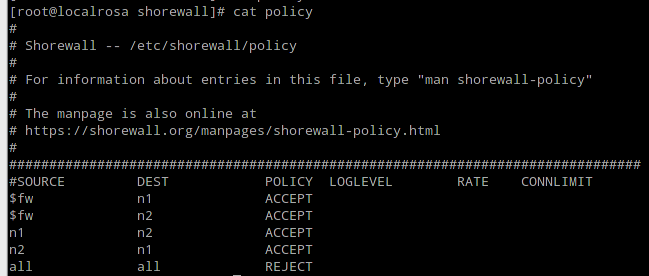 [root@localrosa shorewall]# cat policy
#
# Shorewall -- /etc/shorewall/policy
#
# For information about entries in this file, type "man shorewall-policy"
#
# The manpage is also online at
# https://shorewall.org/manpages/shorewall-policy.html
#
###############################################################################
#SOURCE         DEST            POLICY  LOGLEVEL        RATE    CONNLIMIT
$fw             n1              ACCEPT
$fw             n2              ACCEPT
n1              n2              ACCEPT
n2              n1              ACCEPT
all             all             REJECT